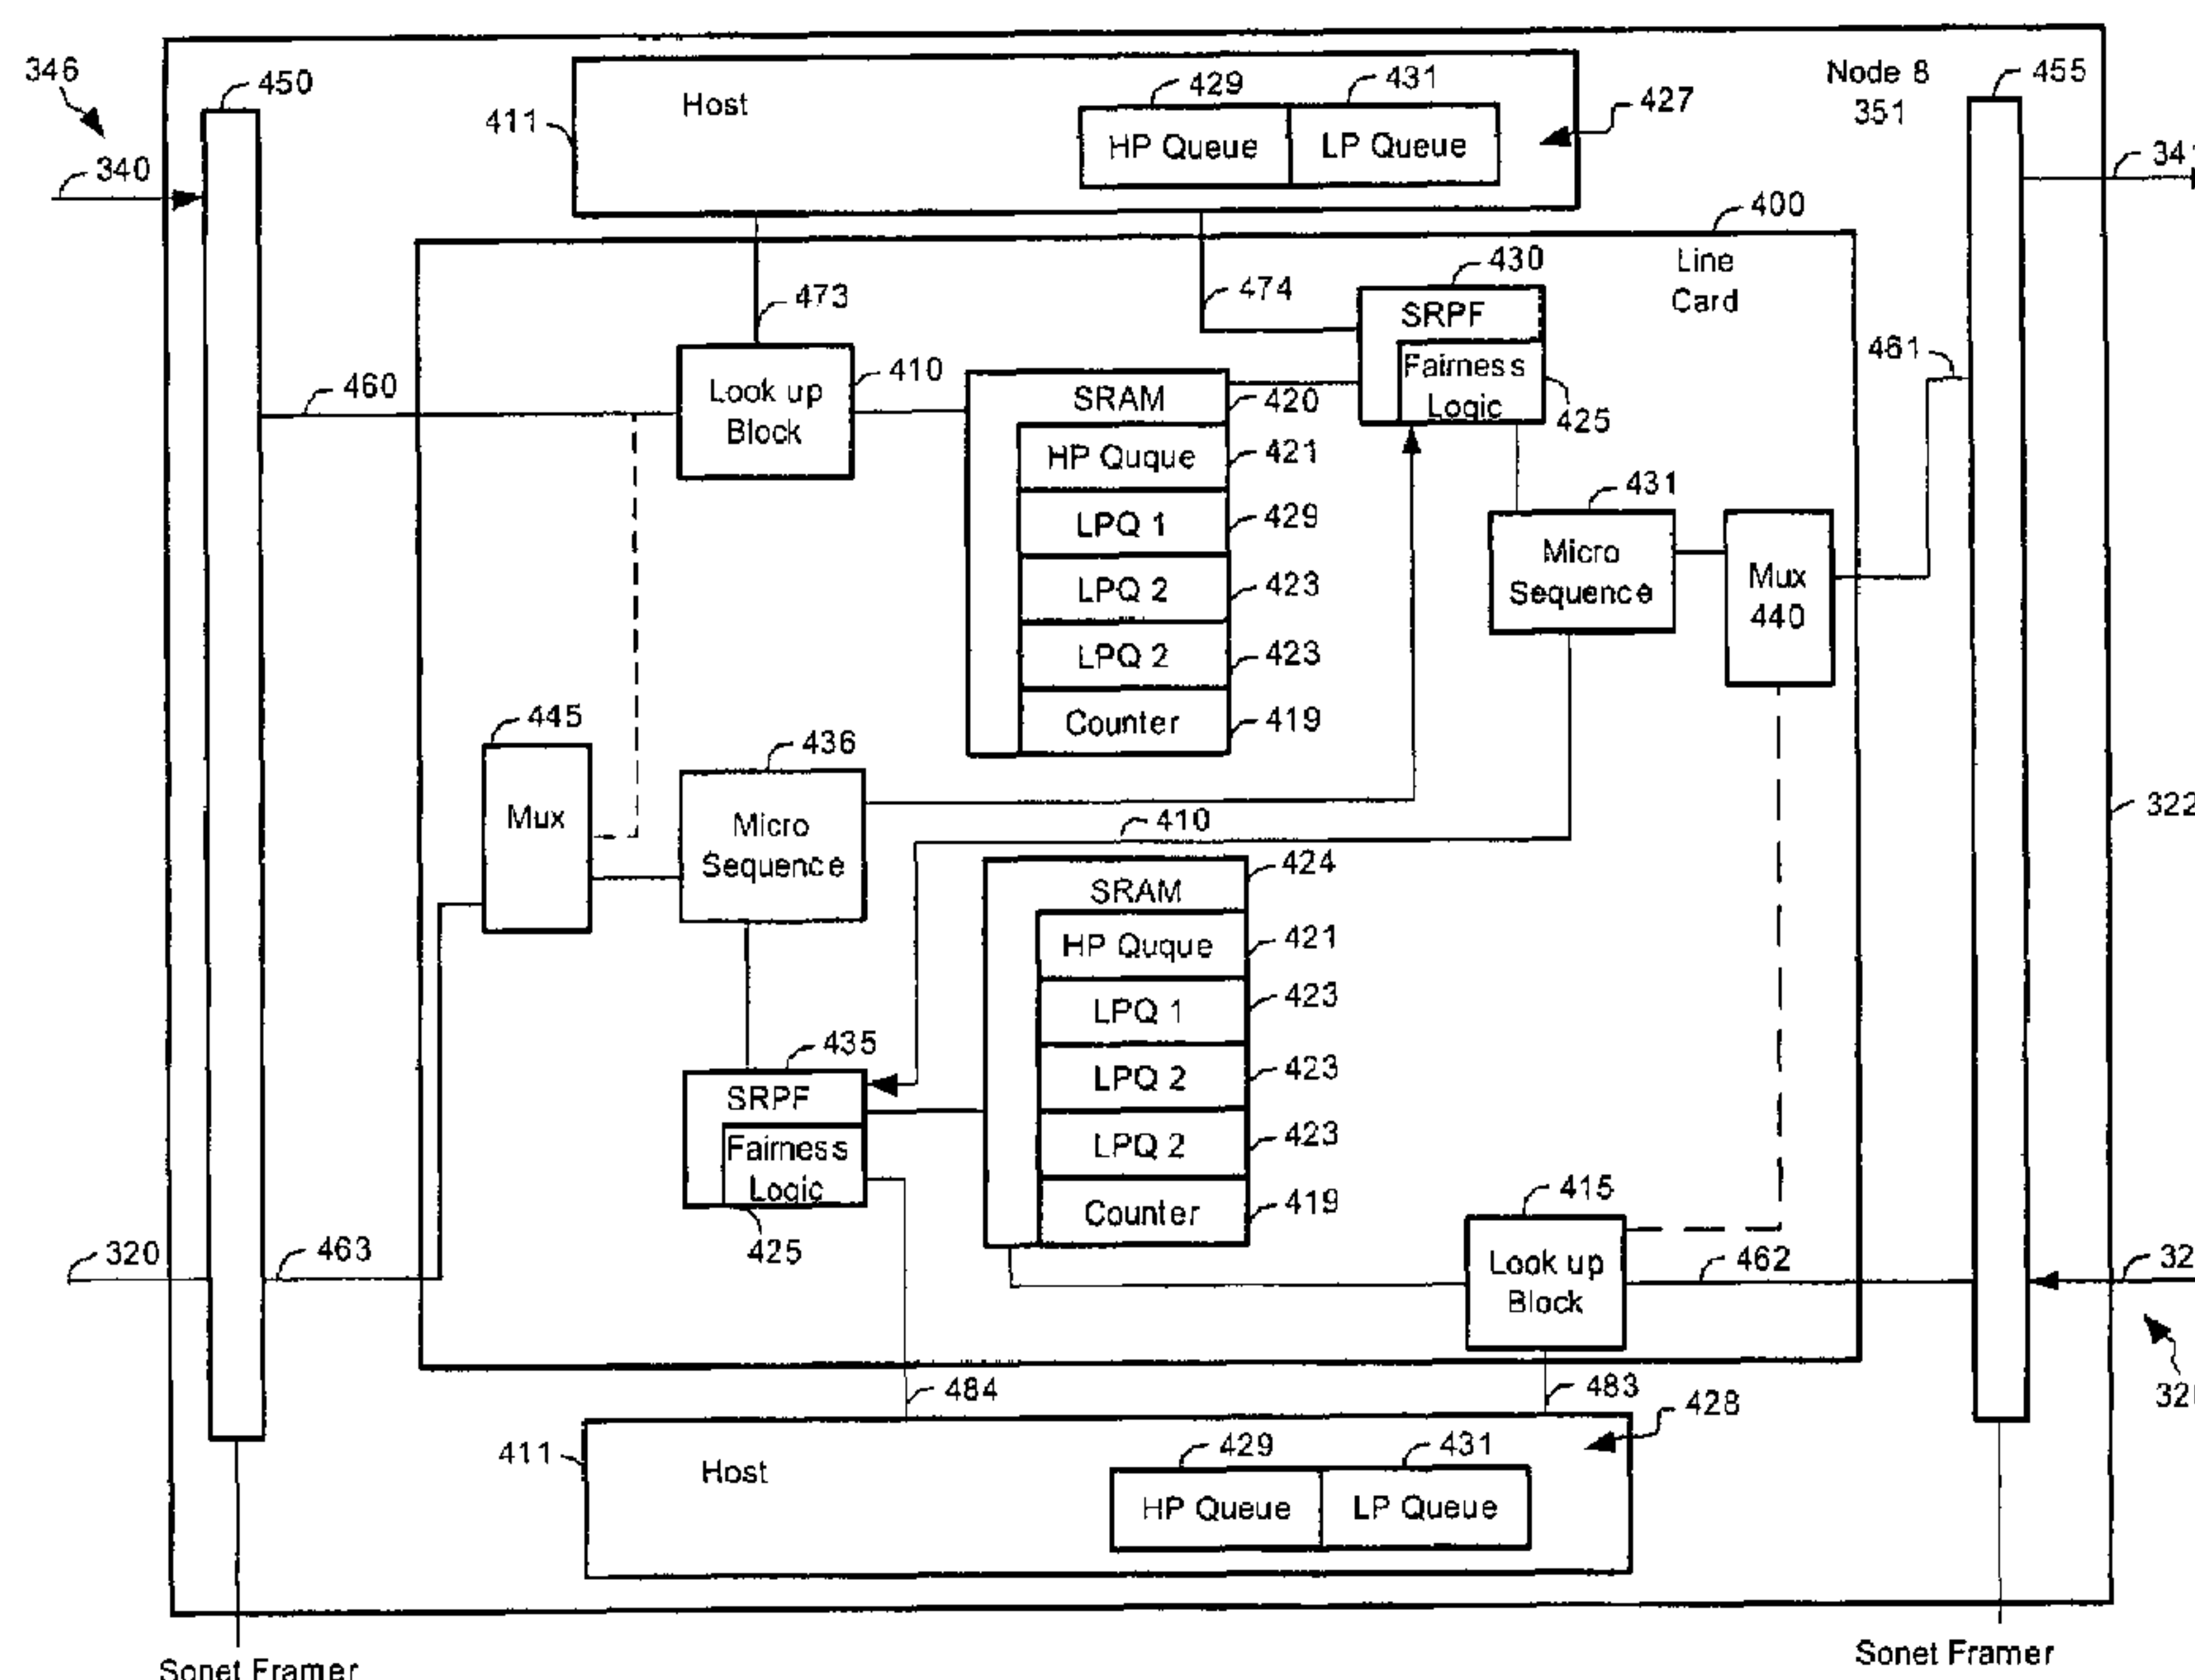 346
450
Host
429
431
427
Node 8
351
455
411
HP Queue
LP Queue
340
400
Line
Card
473
474
430
SRPF
Fairness
Logic
425
461
460
Look up
Block
410
SRAM
420
HP Quque
421
LPQ 1
429
LPQ 2
423
LPQ 2
423
Counter
419
431
Micro
Sequence
Mux
440
445
Mux
436
Micro
Sequence
410
322
424
SRAM
HP Quque
421
LPQ 1
423
LPQ 2
423
LPQ 2
423
Counter
419
435
SRPF
Fairness
Logic
425
415
Look up
Block
320
463
462
484
483
428
411
Host
429
431
HP Queue
LP Queue
Sonet Framer
Sonet Framer